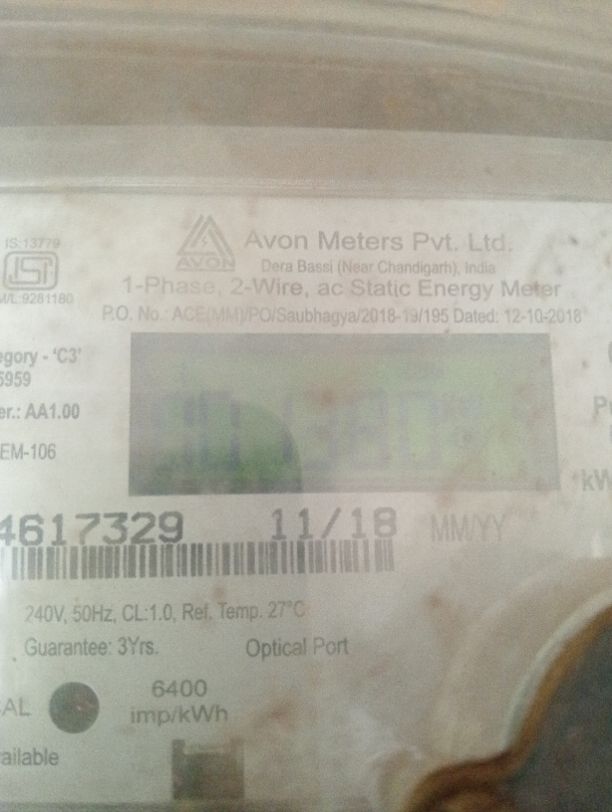 IS:13779
ISI
M/L:9281180
AVON
Avon Meters Pvt. Ltd.
Dera Bassi (Near Chandigarh), India
1-Phase, 2-Wire, ac Static Energy Meter
P.O. No.: ACE(MM)/PO/Saubhagya/2018-19/195 Dated: 12-10-2018
egory - 'C3'
5959
er.: AA1.00
EM-106
kW
4617329 11/18 MM/YY
240V, 50Hz, CL:1.0, Ref. Temp. 27°C
Guarantee: 3Yrs. Optical Port
CAL 6400
imp/kWh
ailable